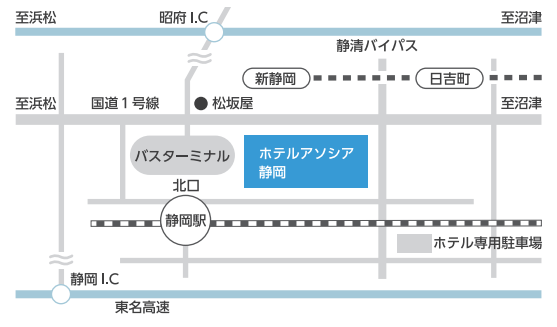 至浜松
昭府 I.C
至沼津
静清パイパス
新静岡
日吉町
至浜松
国道1号線
松坂屋
至沼津
バスターミナル
ホテルアソシア
静岡
北口
静岡駅
ホテル専用駐車場
静岡 I.C
東名高速